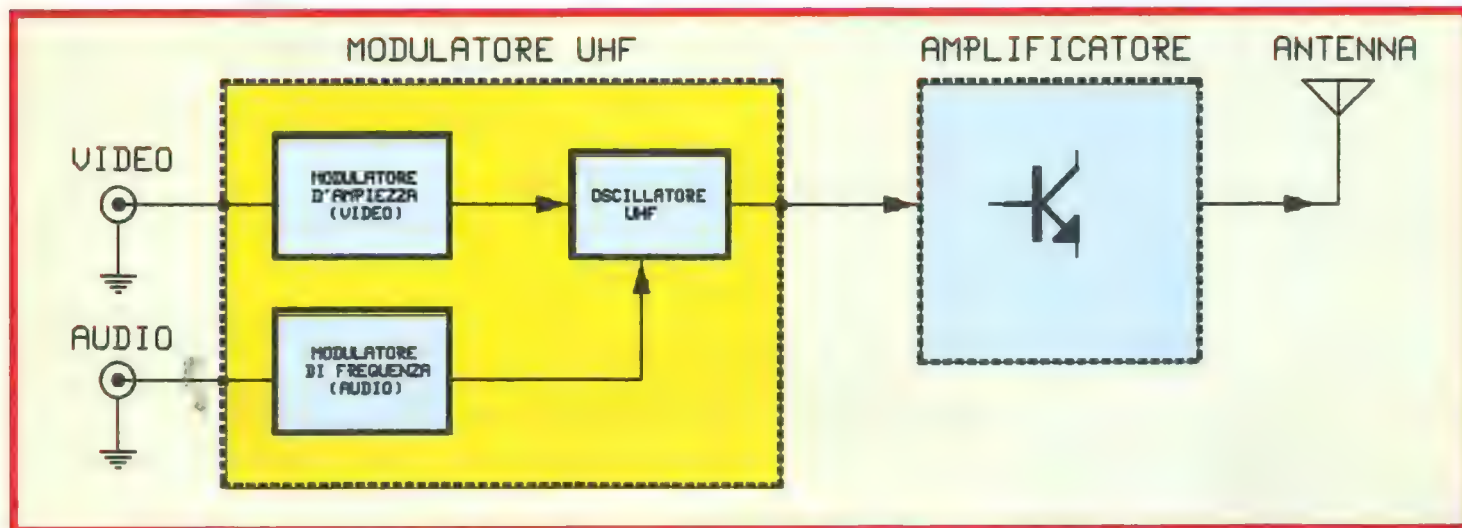 MODULATORE UHF
AMPLIFICATORE
ANTENNA
VIDEO
MODULATORE
D'AMPIEZZA
(VIDEO)
OSCILLATORE
UHF
AUDIO
MODULATORE
DI FREQUENZA
(AUDIO)